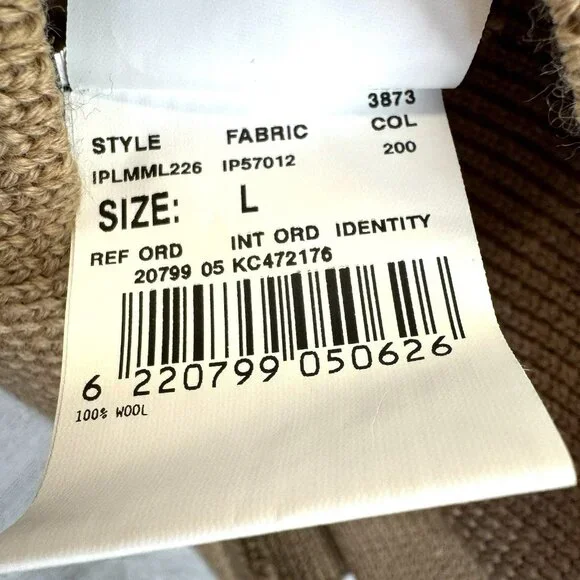 3873
STYLE FABRIC COL
IPLMML226 IP57012 200
SIZE: L
REF ORD INT ORD IDENTITY
20799 05 KC472176
6 220799 050626
100% WOOL